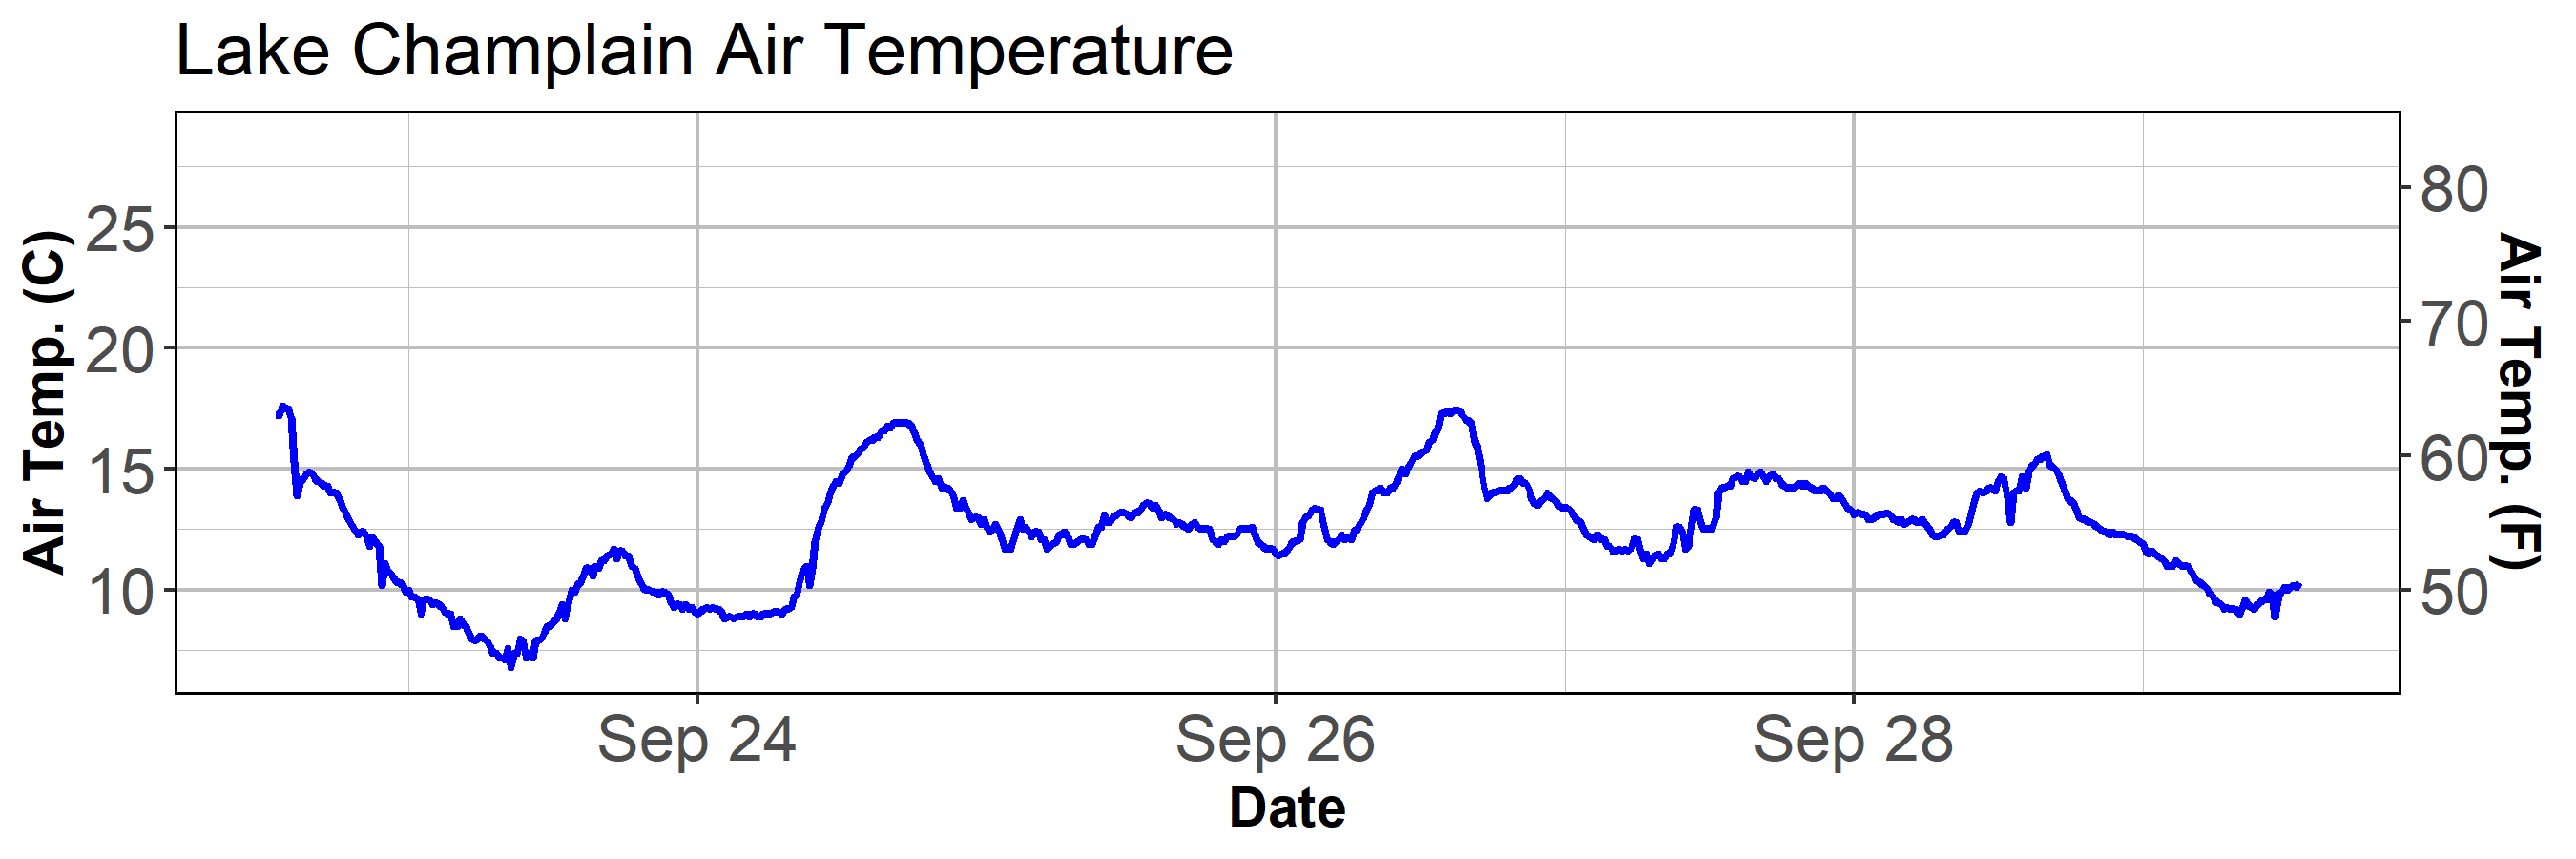 Lake Champlain Air Temperature
Air Temp. (C)
25
20
15
10
80
70
60
50
Air Temp. (F)
Sep 24
Sep 26
Sep 28
Date